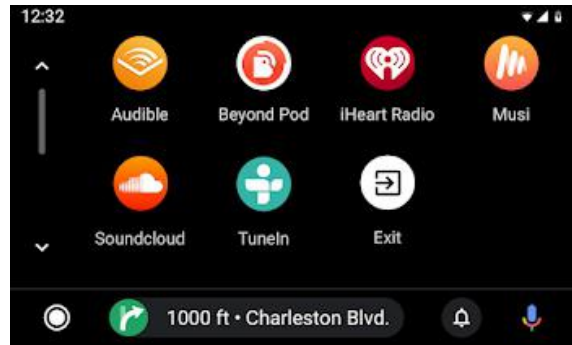 12:32
Audible Beyond Pod iHeart Radio Musi
Soundcloud TuneIn Exit
1000 ft • Charleston Blvd.